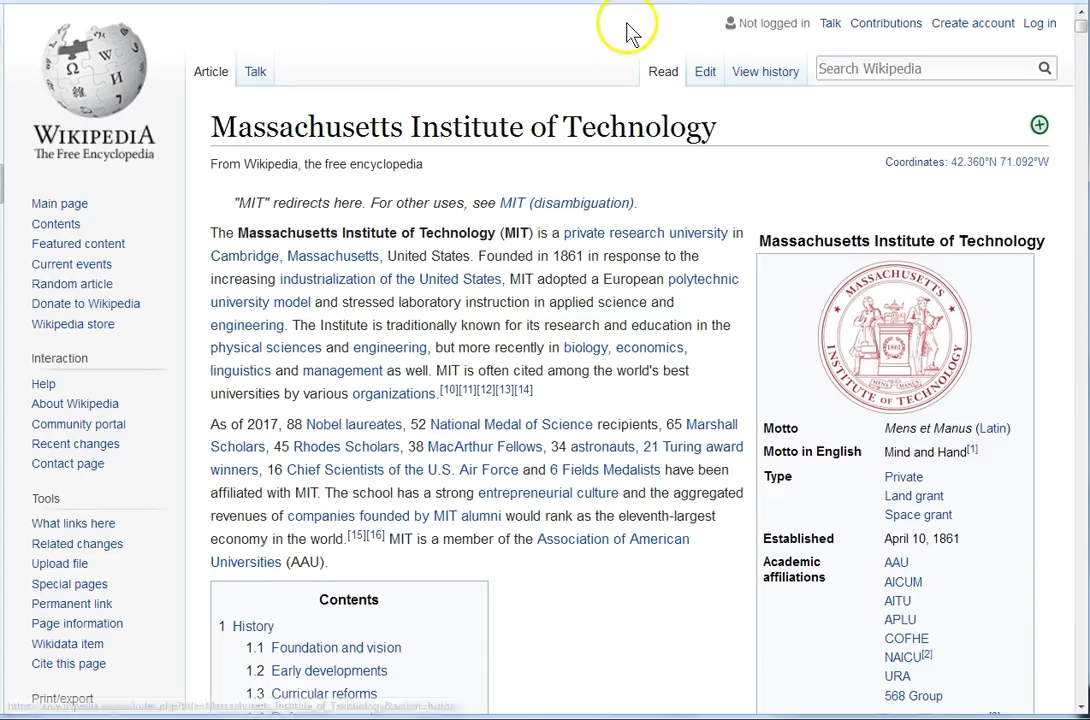 Not logged in Talk Contributions Create account Log in
Article Talk Read Edit View history Search Wikipedia
WIKIPEDIA
The Free Encyclopedia
Main page
Contents
Featured content
Current events
Random article
Donate to Wikipedia
Wikipedia store
Interaction
Help
About Wikipedia
Community portal
Recent changes
Contact page
Tools
What links here
Related changes
Upload file
Special pages
Permanent link
Page information
Wikidata item
Cite this page
Print/export
Massachusetts Institute of Technology
From Wikipedia, the free encyclopedia
Coordinates: 42.360°N 71.092°W
"MIT" redirects here. For other uses, see MIT (disambiguation).
The Massachusetts Institute of Technology (MIT) is a private research university in
Cambridge, Massachusetts, United States. Founded in 1861 in response to the
increasing industrialization of the United States, MIT adopted a European polytechnic
university model and stressed laboratory instruction in applied science and
engineering. The Institute is traditionally known for its research and education in the
physical sciences and engineering, but more recently in biology, economics,
linguistics and management as well. MIT is often cited among the world's best
universities by various organizations.[10][11][12][13][14]
As of 2017, 88 Nobel laureates, 52 National Medal of Science recipients, 65 Marshall
Scholars, 45 Rhodes Scholars, 38 MacArthur Fellows, 34 astronauts, 21 Turing award
winners, 16 Chief Scientists of the U.S. Air Force and 6 Fields Medalists have been
affiliated with MIT. The school has a strong entrepreneurial culture and the aggregated
revenues of companies founded by MIT alumni would rank as the eleventh-largest
economy in the world.[15][16] MIT is a member of the Association of American
Universities (AAU).
Contents
1 History
1.1 Foundation and vision
1.2 Early developments
1.3 Curricular reforms
Massachusetts Institute of Technology
MASSACHUSETTS
INSTITUTE OF TECHNOLOGY
1861
Motto Mens et Manus (Latin)
Motto in English Mind and Hand[1]
Type Private
Land grant
Space grant
Established April 10, 1861
Academic affiliations AAU
AICUM
AITU
APLU
COFHE
NAICU[2]
URA
568 Group